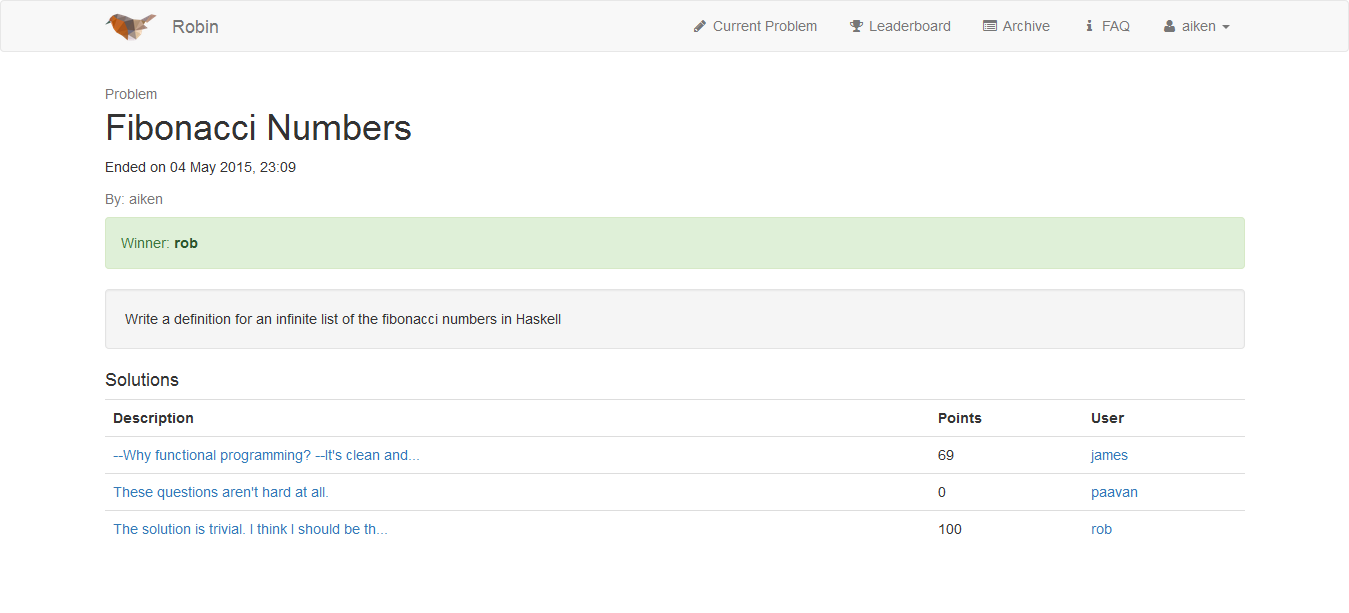 Robin Current Problem Leaderboard Archive FAQ aiken
Problem
Fibonacci Numbers
Ended on 04 May 2015, 23:09
By: aiken
Winner: rob
Write a definition for an infinite list of the fibonacci numbers in Haskell
Solutions
Description Points User
--Why functional programming? --It's clean and... 69 james
These questions aren't hard at all. 0 paavan
The solution is trivial. I think I should be th... 100 rob